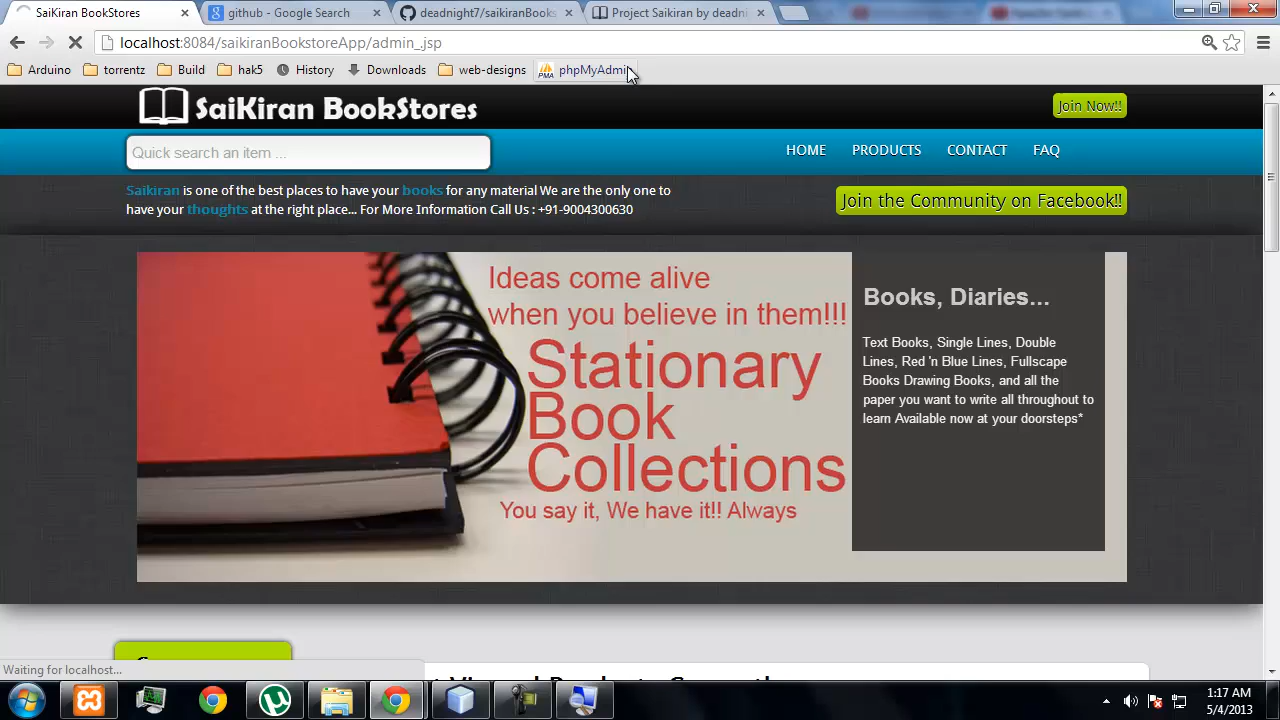 SaiKiran BookStores
github - Google Search
deadnight7/saikiranBooks
Project Saikiran by deadni
localhost:8084/saikiranBookstoreApp/admin_jsp
Arduino
torrentz
Build
hak5
History
Downloads
web-designs
phpMyAdmin
SaiKiran BookStores
Join Now!!
Quick search an item ...
HOME
PRODUCTS
CONTACT
FAQ
Saikiran is one of the best places to have your books for any material We are the only one to
have your thoughts at the right place... For More Information Call Us : +91-9004300630
Join the Community on Facebook!!
Ideas come alive
when you believe in them!!!
Stationary
Book
Collections
You say it, We have it!! Always
Books, Diaries...
Text Books, Single Lines, Double
Lines, Red 'n Blue Lines, Fullscape
Books Drawing Books, and all the
paper you want to write all throughout to
learn Available now at your doorsteps*
Waiting for localhost...
1:17 AM
5/4/2013